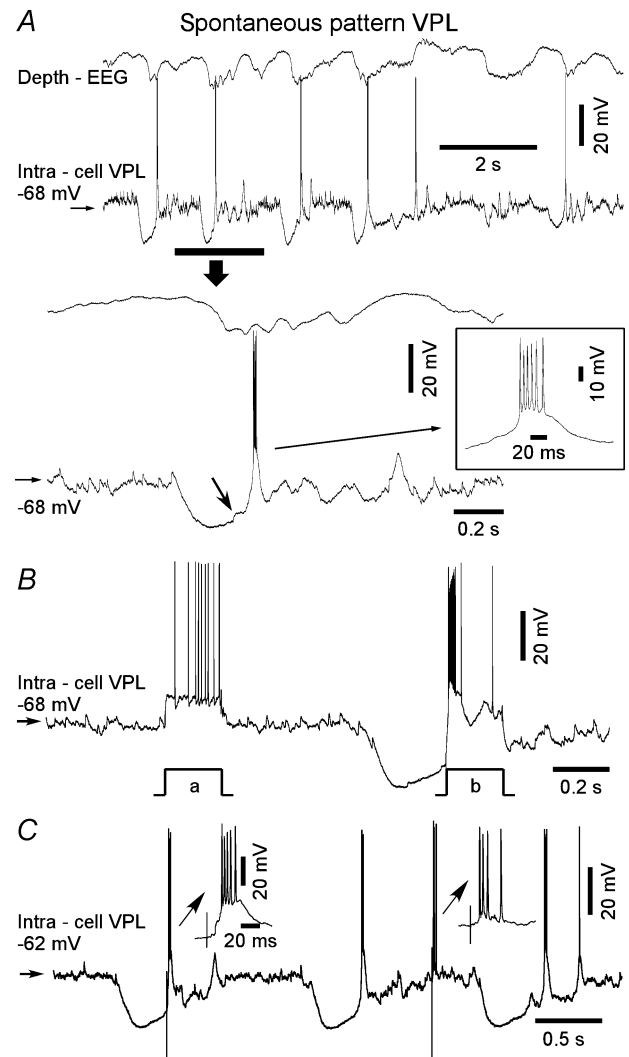 A
Spontaneous pattern VPL
Depth - EEG
20 mV
2 s
Intra - cell VPL
-68 mV
20 mV
10 mV
20 ms
-68 mV
0.2 s
B
20 mV
Intra - cell VPL
-68 mV
a
b
0.2 s
C
20 mV
20 mV
Intra - cell VPL
-62 mV
20 ms
0.5 s